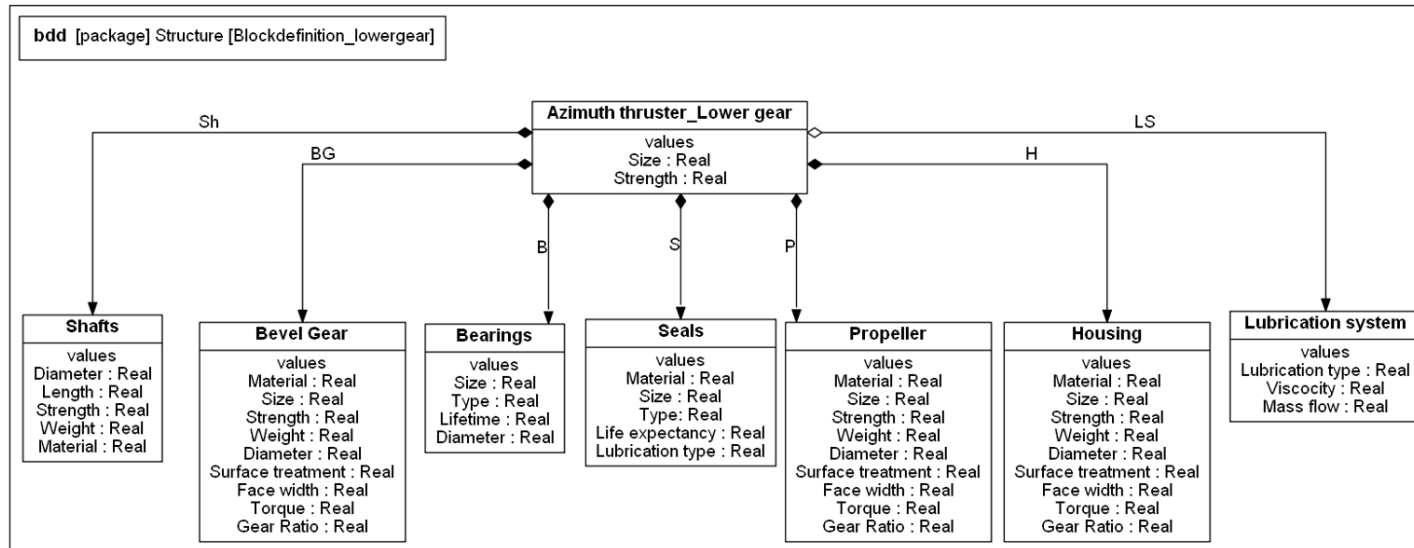 bdd [package] Structure [Blockdefinition_lowergear]
Azimuth thruster_Lower gear
values
Size : Real
Strength : Real
Sh
BG
B
S
P
H
LS
Shafts
values
Diameter : Real
Length : Real
Strength : Real
Weight : Real
Material : Real
Bevel Gear
values
Material : Real
Size : Real
Strength : Real
Weight : Real
Diameter : Real
Surface treatment : Real
Face width : Real
Torque : Real
Gear Ratio : Real
Bearings
values
Size : Real
Type : Real
Lifetime : Real
Diameter : Real
Seals
values
Material : Real
Size : Real
Type: Real
Life expectancy : Real
Lubrication type : Real
Propeller
values
Material : Real
Size : Real
Strength : Real
Weight : Real
Diameter : Real
Surface treatment : Real
Face width : Real
Torque : Real
Gear Ratio : Real
Housing
values
Material : Real
Size : Real
Strength : Real
Weight : Real
Diameter : Real
Surface treatment : Real
Face width : Real
Torque : Real
Gear Ratio : Real
Lubrication system
values
Lubrication type : Real
Viscocity : Real
Mass flow : Real